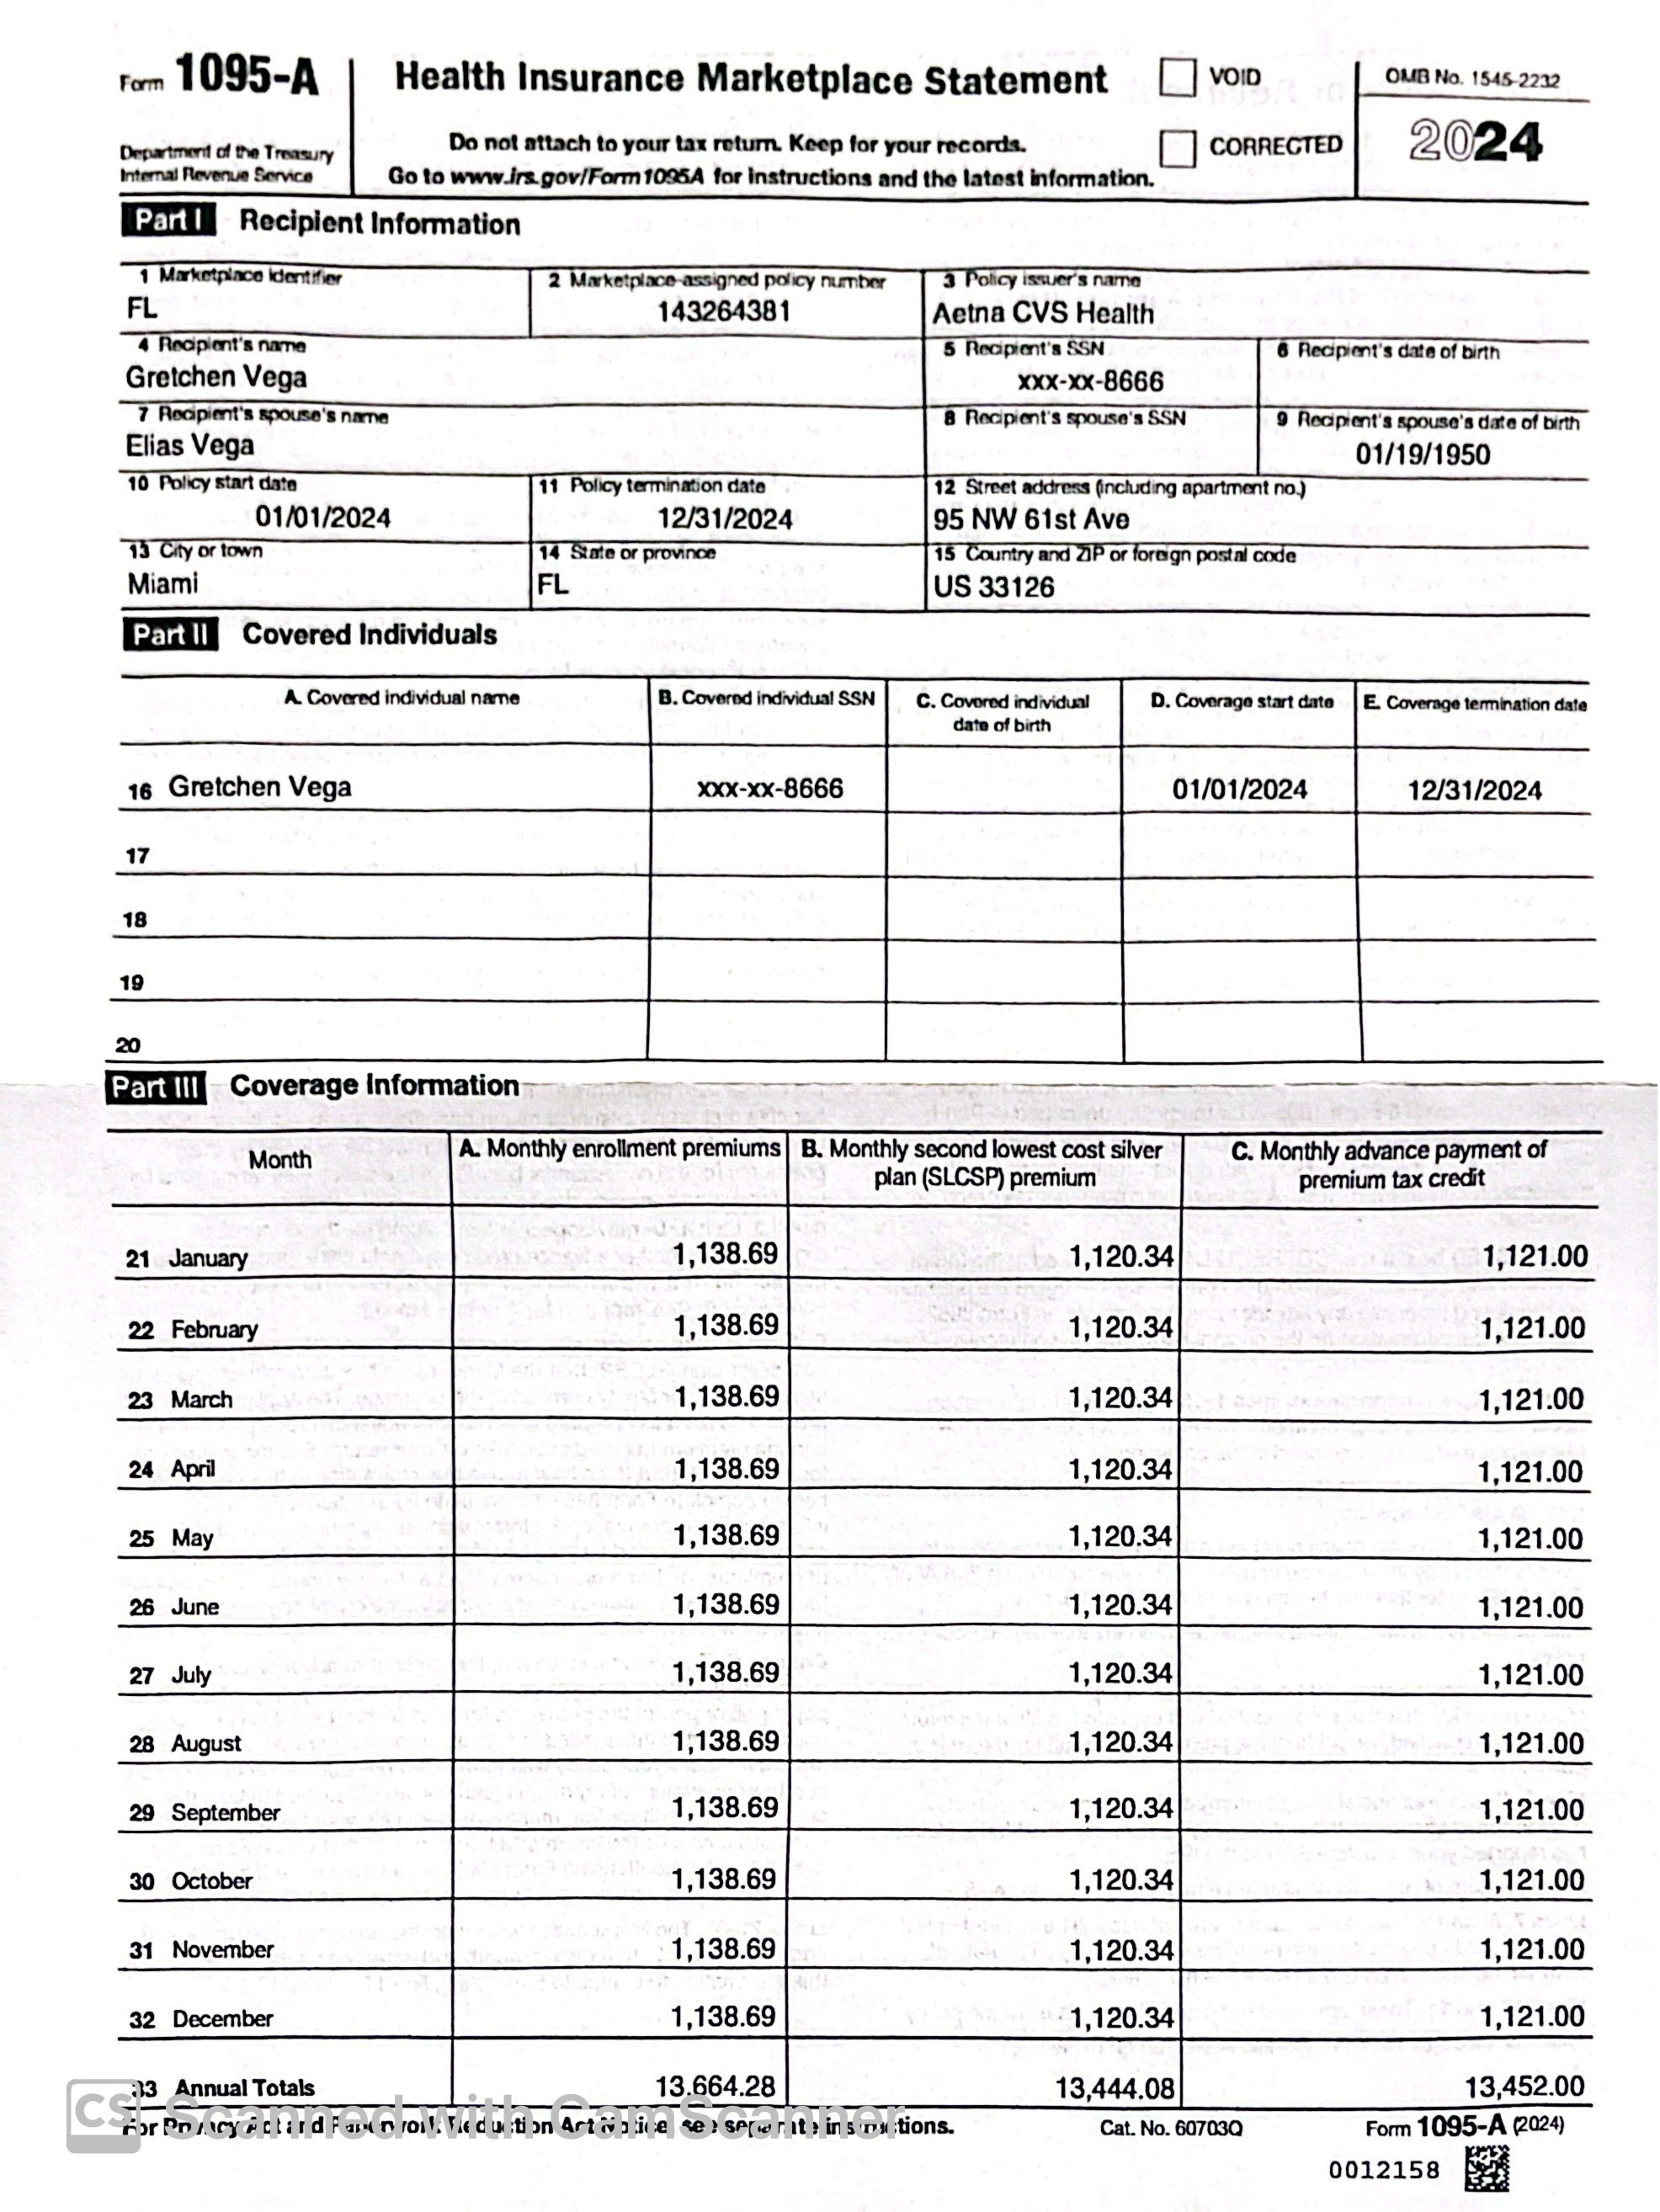 Form 1095-A
Health Insurance Marketplace Statement
VOID
OMB No. 1545-2232
Department of the Treasury
Internal Revenue Service
Do not attach to your tax return. Keep for your records.
Go to www.irs.gov/Form1095A for instructions and the latest information.
CORRECTED
2024
Part I Recipient Information
1 Marketplace identifier
FL
2 Marketplace-assigned policy number
143264381
3 Policy issuer's name
Aetna CVS Health
4 Recipient's name
Gretchen Vega
5 Recipient's SSN
xxx-xx-8666
6 Recipient's date of birth
7 Recipient's spouse's name
Elias Vega
8 Recipient's spouse's SSN
9 Recipient's spouse's date of birth
01/19/1950
10 Policy start date
01/01/2024
11 Policy termination date
12/31/2024
12 Street address (including apartment no.)
95 NW 61st Ave
13 City or town
Miami
14 State or province
FL
15 Country and ZIP or foreign postal code
US 33126
Part II Covered Individuals
A. Covered individual name
B. Covered individual SSN
C. Covered individual
date of birth
D. Coverage start date
E. Coverage termination date
16 Gretchen Vega xxx-xx-8666 01/01/2024 12/31/2024
17
18
19
20
Part III Coverage Information
Month
A. Monthly enrollment premiums
B. Monthly second lowest cost silver
plan (SLCSP) premium
C. Monthly advance payment of
premium tax credit
21 January 1,138.69 1,120.34 1,121.00
22 February 1,138.69 1,120.34 1,121.00
23 March 1,138.69 1,120.34 1,121.00
24 April 1,138.69 1,120.34 1,121.00
25 May 1,138.69 1,120.34 1,121.00
26 June 1,138.69 1,120.34 1,121.00
27 July 1,138.69 1,120.34 1,121.00
28 August 1,138.69 1,120.34 1,121.00
29 September 1,138.69 1,120.34 1,121.00
30 October 1,138.69 1,120.34 1,121.00
31 November 1,138.69 1,120.34 1,121.00
32 December 1,138.69 1,120.34 1,121.00
33 Annual Totals 13,664.28 13,444.08 13,452.00
CS Scanned with CamScanner
For Privacy Act and Paperwork Reduction Act Notice, see separate instructions.
Cat. No. 60703Q
Form 1095-A (2024)
0012158